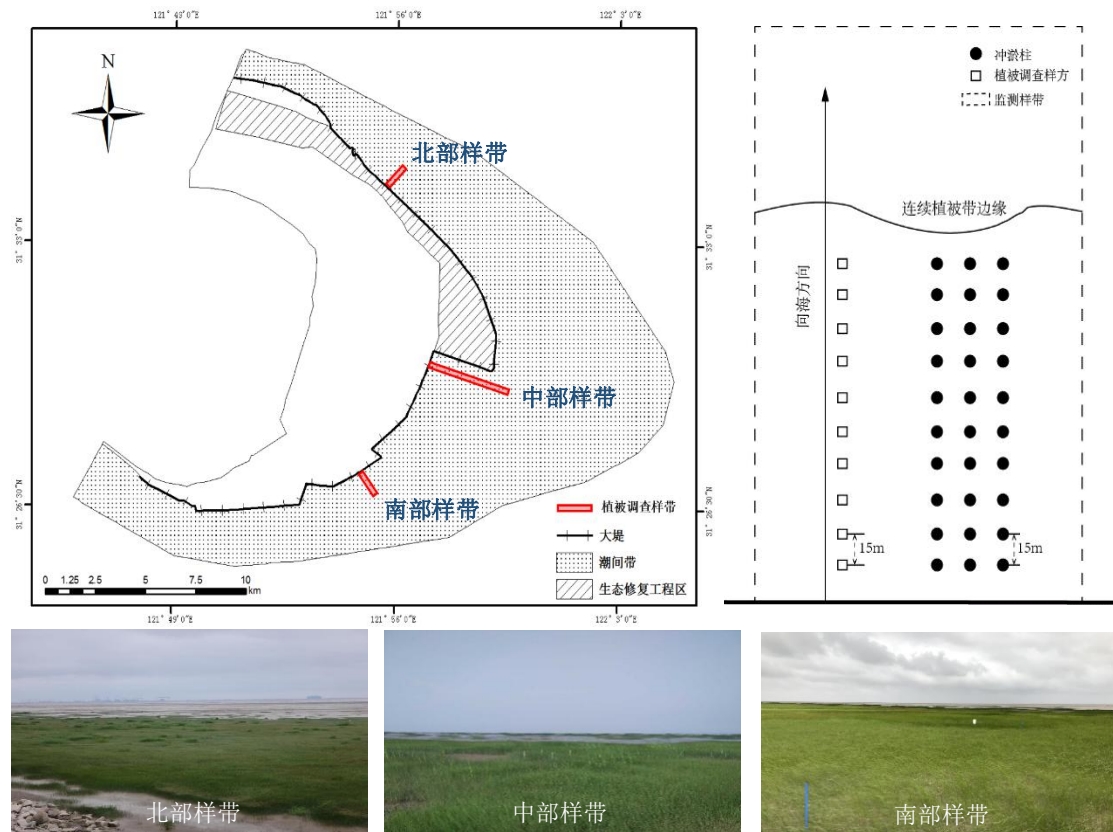 121° 49′0″E
121° 56′0″E
122° 3′0″E
N
北部样带
31° 33′0″N
31° 33′0″N
中部样带
南部样带
31° 26′30″N
31° 26′30″N
植被调查样带
大堤
潮间带
生态修复工程区
0 1.25 2.5 5 7.5 10
km
121° 49′0″E
121° 56′0″E
122° 3′0″E
冲淤柱
植被调查样方
监测样带
连续植被带边缘
向海方向
15m
15m
北部样带
中部样带
南部样带